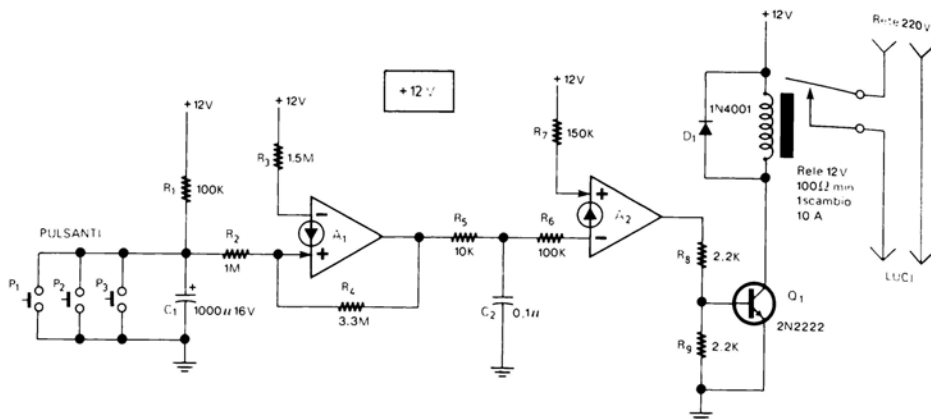 +12V
Rete 220V
+12 V
+12V
+12V
+12V
R7
150K
1N4001
D1
R3
1.5M
R1
100K
Rele 12V
100Ω min
1 scambio
10 A
A1
A2
PULSANTI
R2
1M
R5
10K
R6
100K
R8
2.2K
LUCI
P1
P2
P3
+
C1
1000µ 16V
R4
3.3M
C2
0,1µ
Q1
2N2222
R9
2.2K